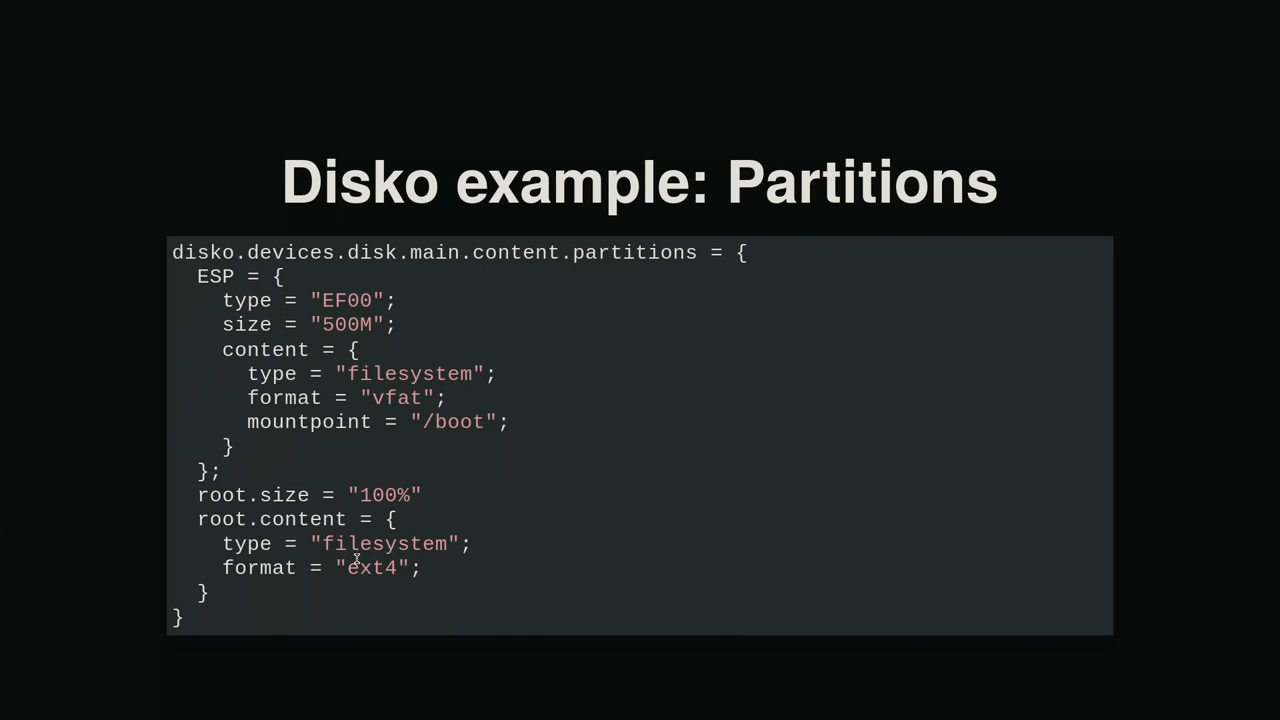 Disko example: Partitions
disko.devices.disk.main.content.partitions = {
  ESP = {
    type = "EF00";
    size = "500M";
    content = {
      type = "filesystem";
      format = "vfat";
      mountpoint = "/boot";
    }
  };
  root.size = "100%"
  root.content = {
    type = "filesystem";
    format = "ext4";
  }
}